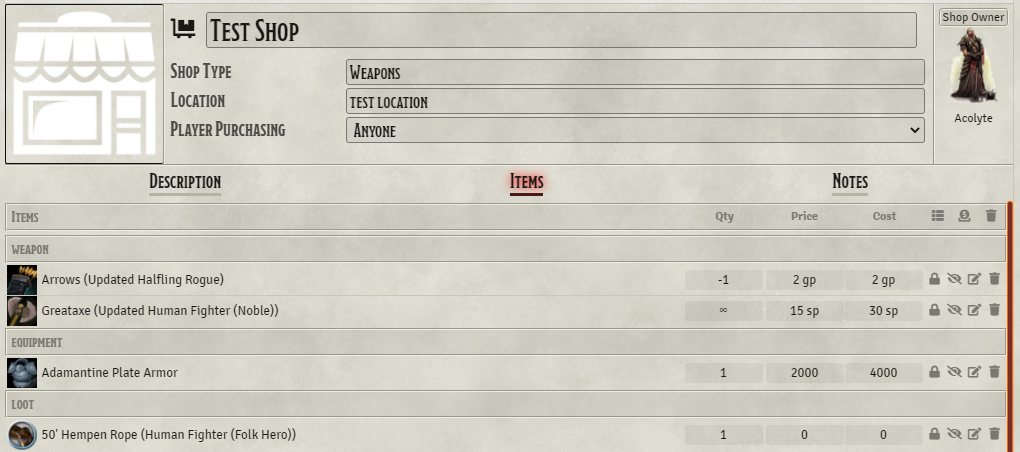 Test Shop
Shop Owner
Shop Type
Weapons
Location
test location
Player Purchasing
Anyone
Acolyte
Description
Items
Notes
Items Qty Price Cost
Weapon
Arrows (Updated Halfling Rogue) -1 2 gp 2 gp
Greataxe (Updated Human Fighter (Noble)) ∞ 15 sp 30 sp
Equipment
Adamantine Plate Armor 1 2000 4000
Loot
50' Hempen Rope (Human Fighter (Folk Hero)) 1 0 0